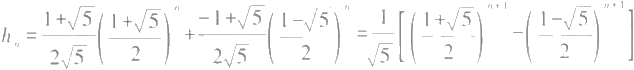 h_n = \frac{1+\sqrt{5}}{2\sqrt{5}} \left( \frac{1+\sqrt{5}}{2} \right)^n + \frac{-1+\sqrt{5}}{2\sqrt{5}} \left( \frac{1-\sqrt{5}}{2} \right)^n = \frac{1}{\sqrt{5}} \left[ \left( \frac{1+\sqrt{5}}{2} \right)^{n+1} - \left( \frac{1-\sqrt{5}}{2} \right)^{n+1} \right]